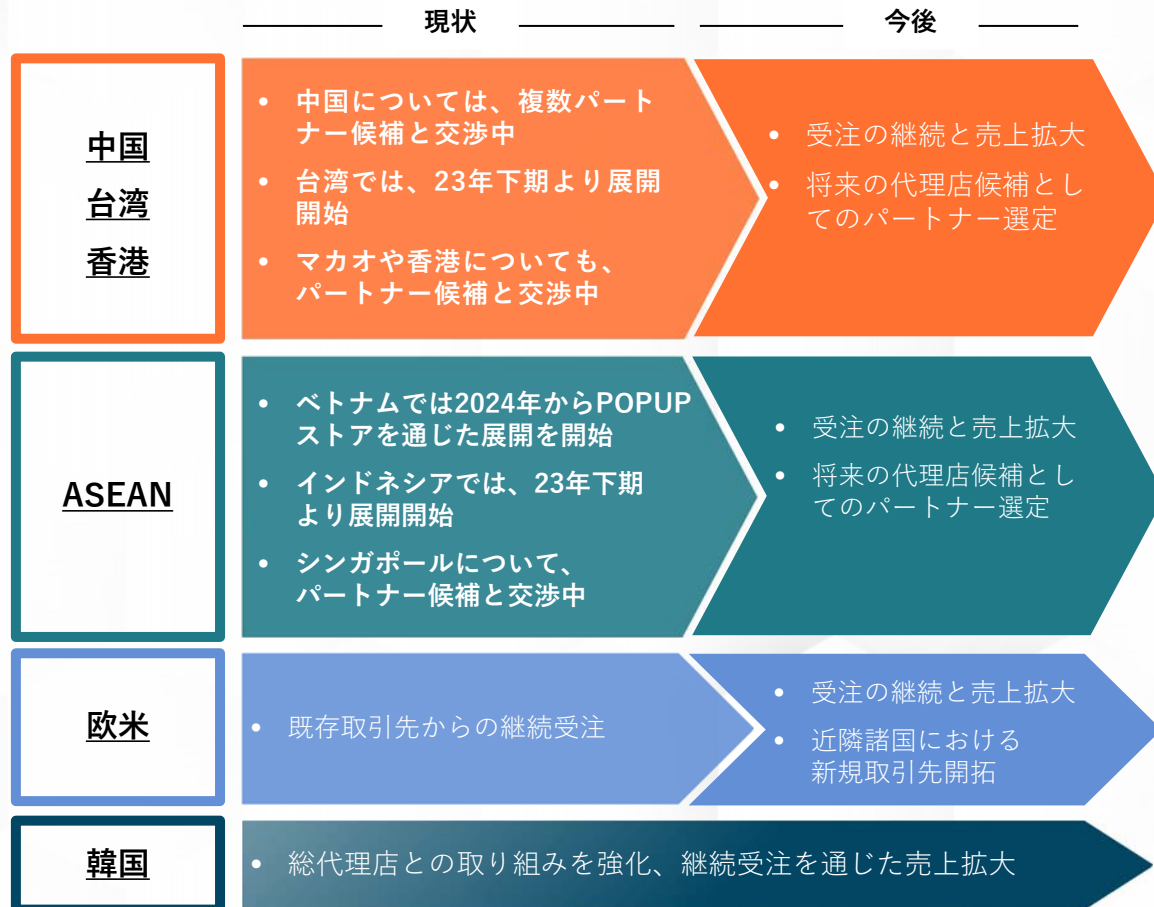 現状
今後
中国
台湾
香港
• 中国については、複数パート
ナー候補と交渉中
• 台湾では、23年下期より展開
開始
• マカオや香港についても、
パートナー候補と交渉中
• 受注の継続と売上拡大
• 将来の代理店候補とし
てのパートナー選定
ASEAN
• ベトナムでは2024年からPOPUP
ストアを通じた展開を開始
• インドネシアでは、23年下期
より展開開始
• シンガポールについて、
パートナー候補と交渉中
• 受注の継続と売上拡大
• 将来の代理店候補とし
てのパートナー選定
欧米
• 既存取引先からの継続受注
• 受注の継続と売上拡大
• 近隣諸国における
新規取引先開拓
韓国
• 総代理店との取り組みを強化、継続受注を通じた売上拡大